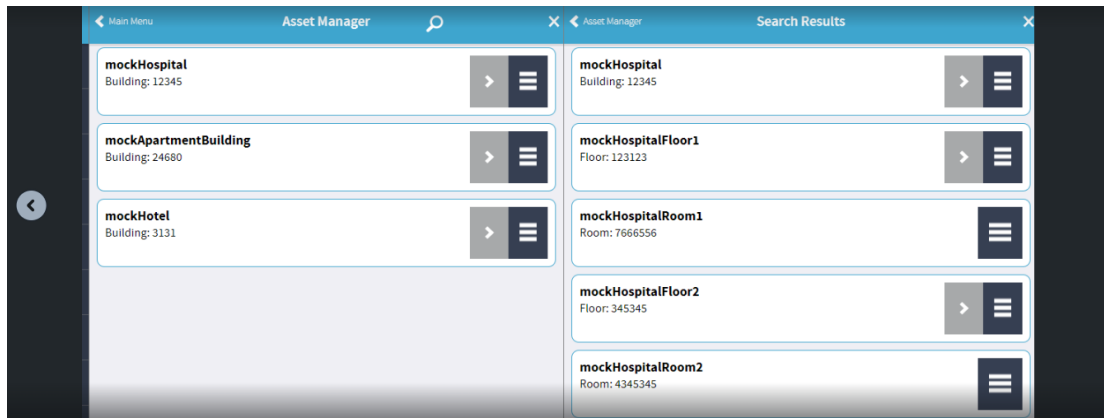 Main Menu
Asset Manager
mockHospital
Building: 12345
mockApartmentBuilding
Building: 24680
mockHotel
Building: 3131
Asset Manager
Search Results
mockHospital
Building: 12345
mockHospitalFloor1
Floor: 123123
mockHospitalRoom1
Room: 7666556
mockHospitalFloor2
Floor: 345345
mockHospitalRoom2
Room: 4345345